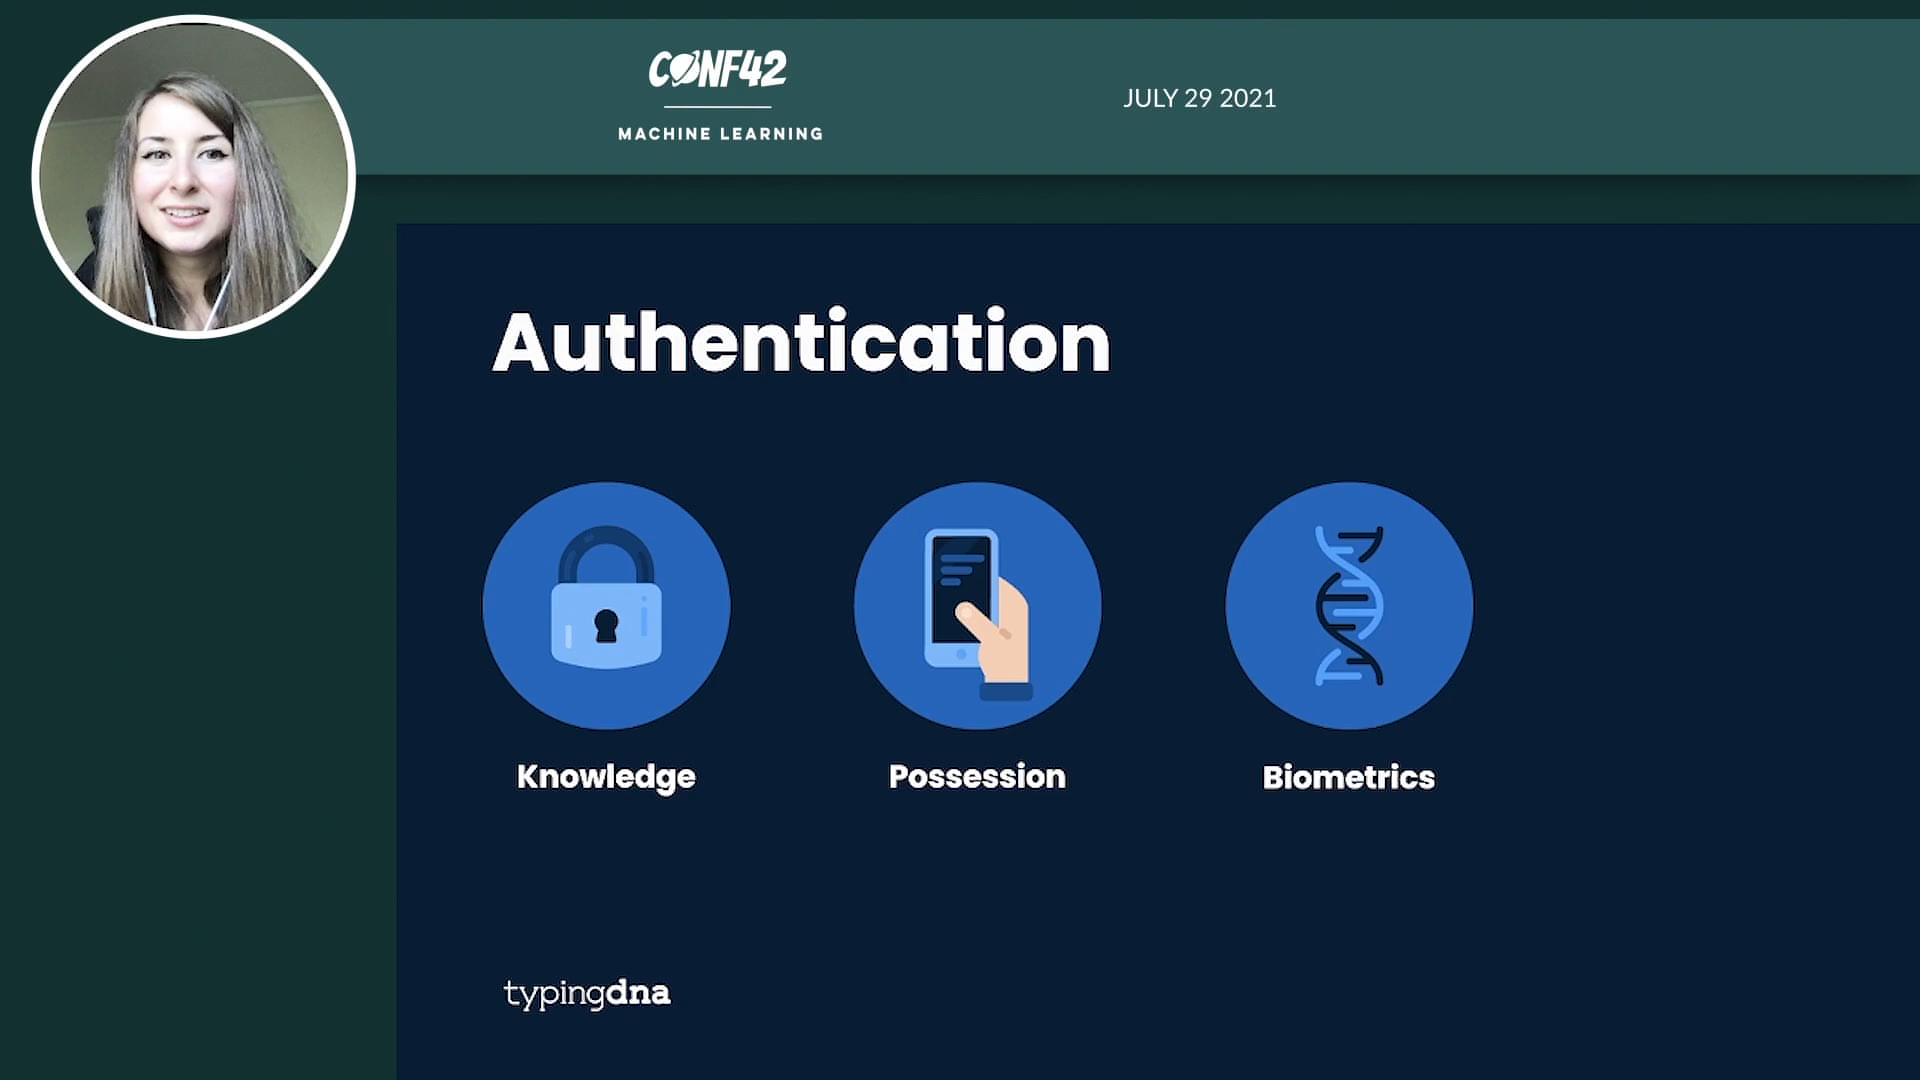 CONF42
MACHINE LEARNING
JULY 29 2021
Authentication
Knowledge
Possession
Biometrics
typingdna